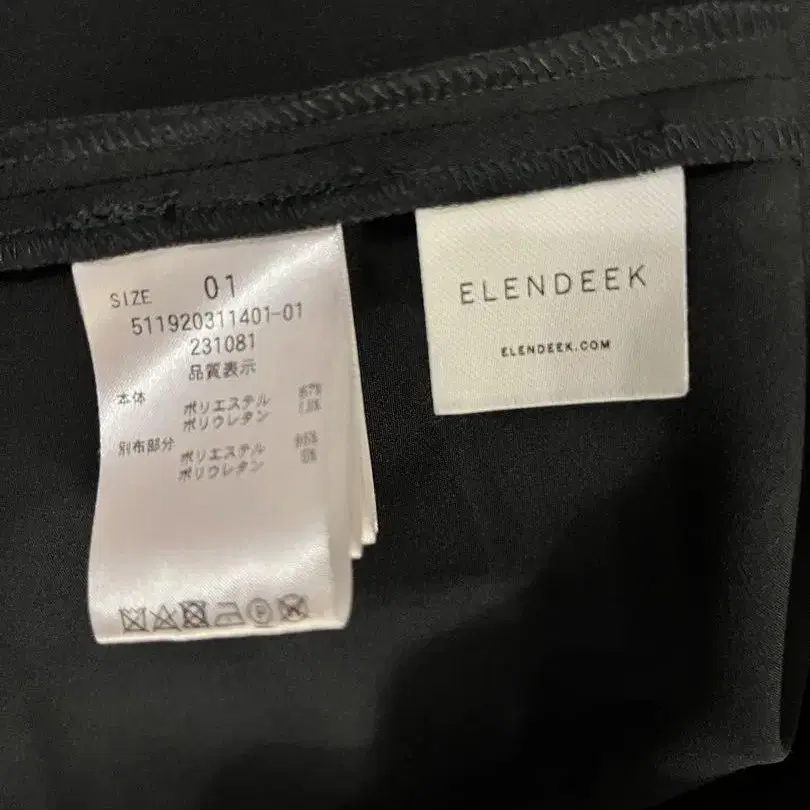 SIZE 01
511920311401-01
231081
品質表示
本体 ポリエステル
ポリウレタン
別布部分 ポリエステル
ポリウレタン
ELENDEEK
ELENDEEK.COM